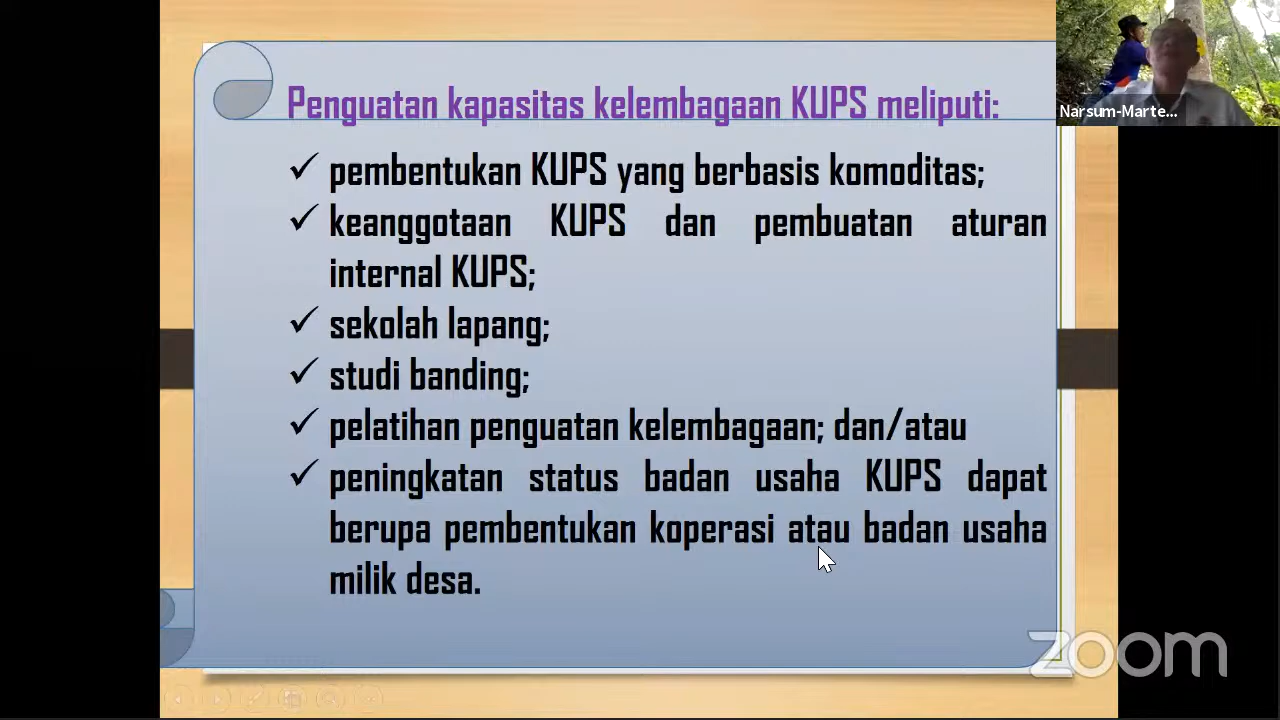 Penguatan kapasitas kelembagaan KUPS meliputi:
✓ pembentukan KUPS yang berbasis komoditas;
✓ keanggotaan KUPS dan pembuatan aturan
internal KUPS;
✓ sekolah lapang;
✓ studi banding;
✓ pelatihan penguatan kelembagaan; dan/atau
✓ peningkatan status badan usaha KUPS dapat
berupa pembentukan koperasi atau badan usaha
milik desa.
Narsum-Marte...
zoom